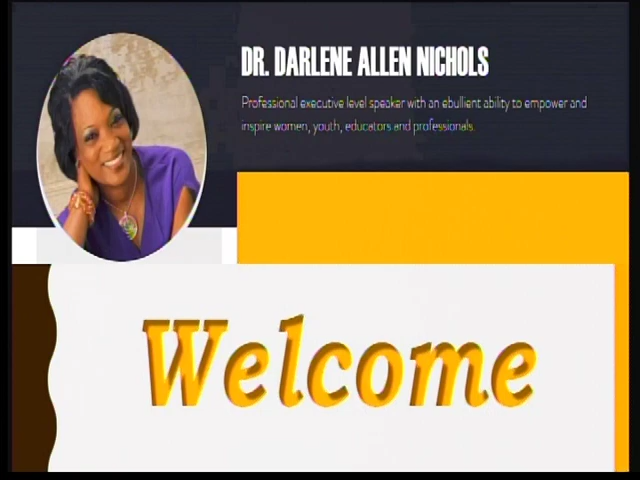 DR. DARLENE ALLEN NICHOLS
Professional executive level speaker with an ebullient ability to empower and
inspire women, youth, educators and professionals.
Welcome